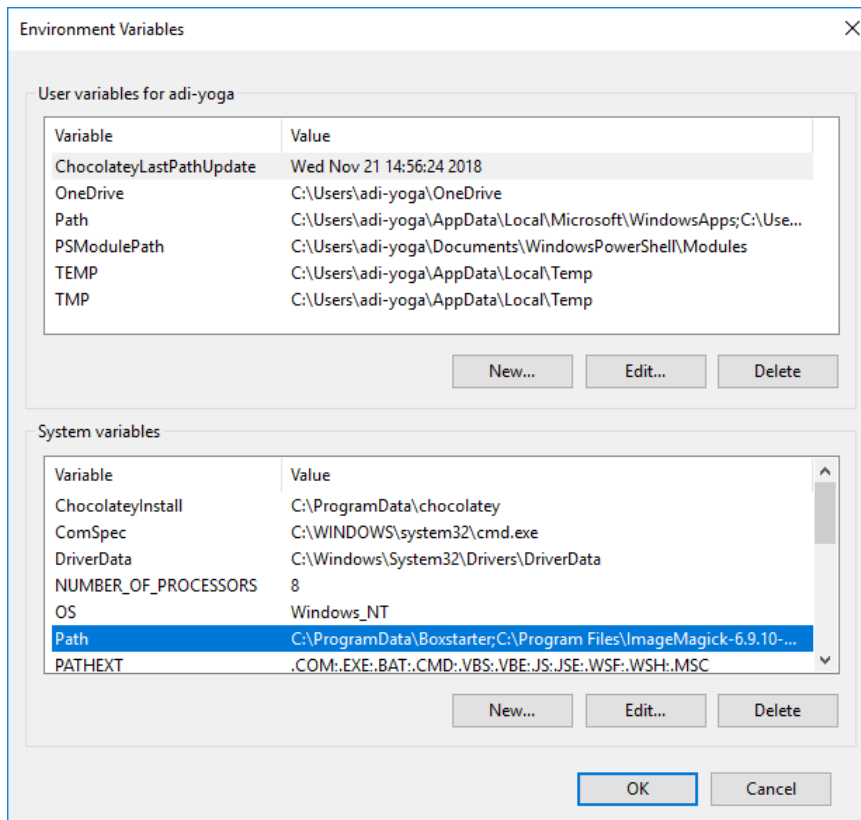 Environment Variables
User variables for adi-yoga
Variable Value
ChocolateyLastPathUpdate Wed Nov 21 14:56:24 2018
OneDrive C:\Users\adi-yoga\OneDrive
Path C:\Users\adi-yoga\AppData\Local\Microsoft\WindowsApps;C:\Use...
PSModulePath C:\Users\adi-yoga\Documents\WindowsPowerShell\Modules
TEMP C:\Users\adi-yoga\AppData\Local\Temp
TMP C:\Users\adi-yoga\AppData\Local\Temp
New... Edit... Delete
System variables
Variable Value
ChocolateyInstall C:\ProgramData\chocolatey
ComSpec C:\WINDOWS\system32\cmd.exe
DriverData C:\Windows\System32\Drivers\DriverData
NUMBER_OF_PROCESSORS 8
OS Windows_NT
Path C:\ProgramData\Boxstarter;C:\Program Files\ImageMagick-6.9.10-...
PATHEXT .COM;.EXE;.BAT;.CMD;.VBS;.VBE;.JS;.JSE;.WSF;.WSH;.MSC
New... Edit... Delete
OK Cancel